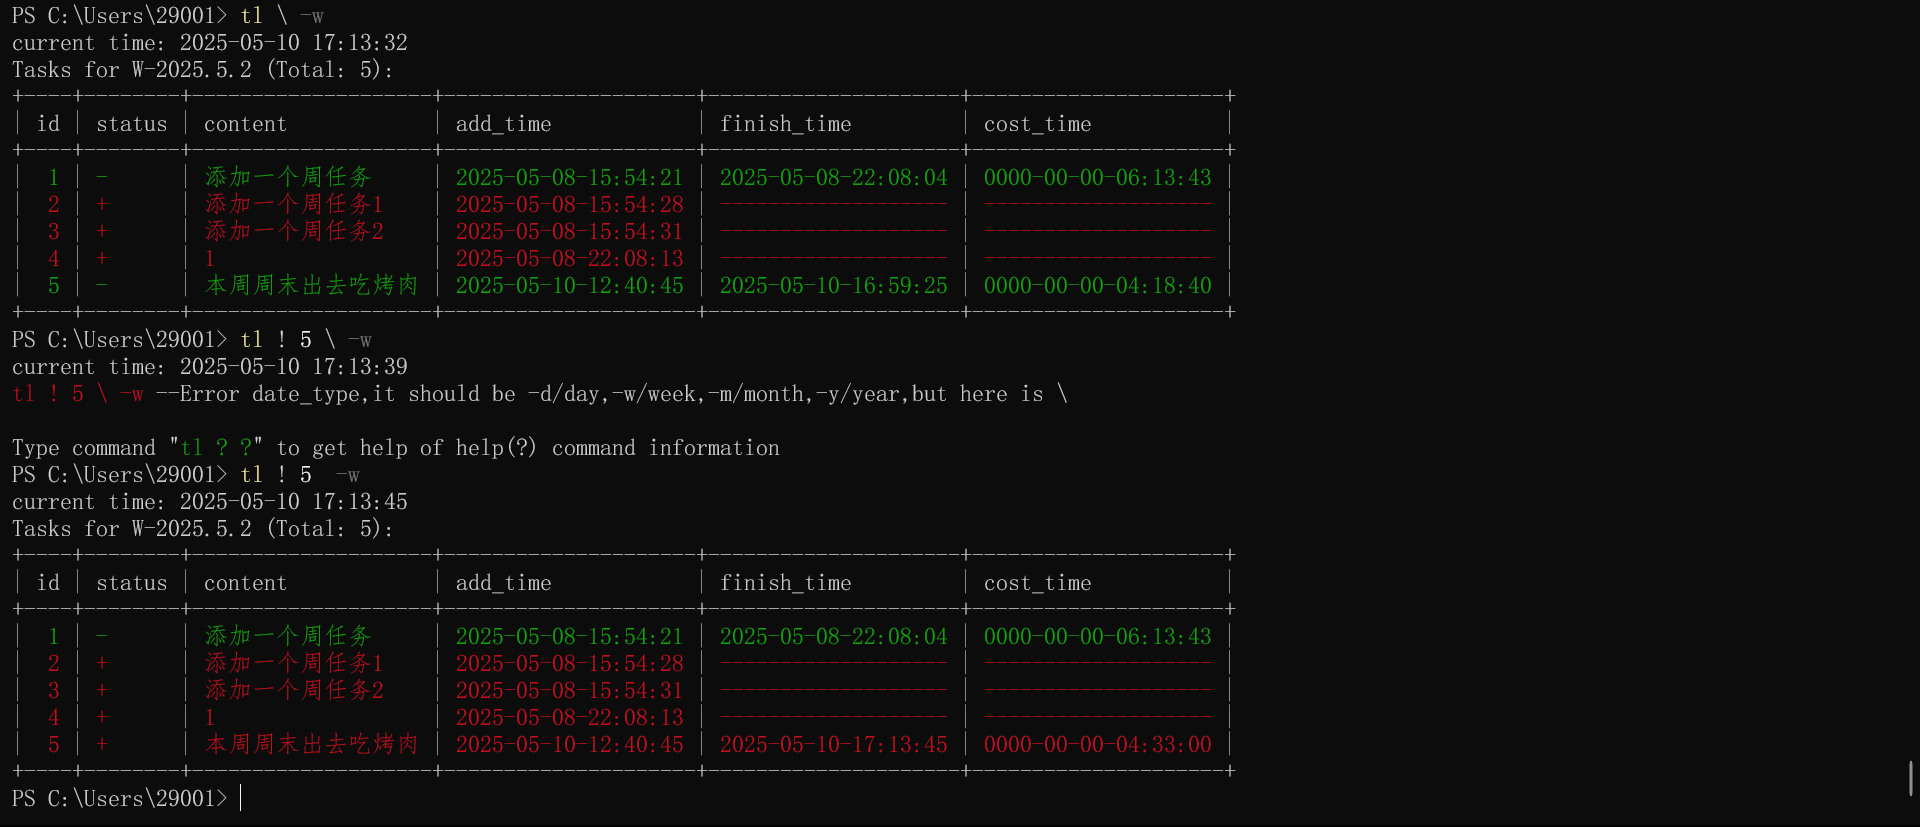 PS C:\Users\29001> tl \ -w
current time: 2025-05-10 17:13:32
Tasks for W-2025.5.2 (Total: 5):
+----+--------+--------------------+---------------------+---------------------+---------------------+
| id | status | content            | add_time            | finish_time         | cost_time           |
+----+--------+--------------------+---------------------+---------------------+---------------------+
| 1 | - | 添加一个周任务 | 2025-05-08-15:54:21 | 2025-05-08-22:08:04 | 0000-00-00-06:13:43 |
| 2 | + | 添加一个周任务1 | 2025-05-08-15:54:28 | ------------------- | ------------------- |
| 3 | + | 添加一个周任务2 | 2025-05-08-15:54:31 | ------------------- | ------------------- |
| 4 | + | 1 | 2025-05-08-22:08:13 | ------------------- | ------------------- |
| 5 | - | 本周周末出去吃烤肉 | 2025-05-10-12:40:45 | 2025-05-10-16:59:25 | 0000-00-00-04:18:40 |
+----+--------+--------------------+---------------------+---------------------+---------------------+
PS C:\Users\29001> tl ! 5 \ -w
current time: 2025-05-10 17:13:39
tl ! 5 \ -w --Error date_type,it should be -d/day,-w/week,-m/month,-y/year,but here is \
Type command "tl ? ?" to get help of help(?) command information
PS C:\Users\29001> tl ! 5  -w
current time: 2025-05-10 17:13:45
Tasks for W-2025.5.2 (Total: 5):
+----+--------+--------------------+---------------------+---------------------+---------------------+
| id | status | content            | add_time            | finish_time         | cost_time           |
+----+--------+--------------------+---------------------+---------------------+---------------------+
| 1 | - | 添加一个周任务 | 2025-05-08-15:54:21 | 2025-05-08-22:08:04 | 0000-00-00-06:13:43 |
| 2 | + | 添加一个周任务1 | 2025-05-08-15:54:28 | ------------------- | ------------------- |
| 3 | + | 添加一个周任务2 | 2025-05-08-15:54:31 | ------------------- | ------------------- |
| 4 | + | 1 | 2025-05-08-22:08:13 | ------------------- | ------------------- |
| 5 | + | 本周周末出去吃烤肉 | 2025-05-10-12:40:45 | 2025-05-10-17:13:45 | 0000-00-00-04:33:00 |
+----+--------+--------------------+---------------------+---------------------+---------------------+
PS C:\Users\29001>